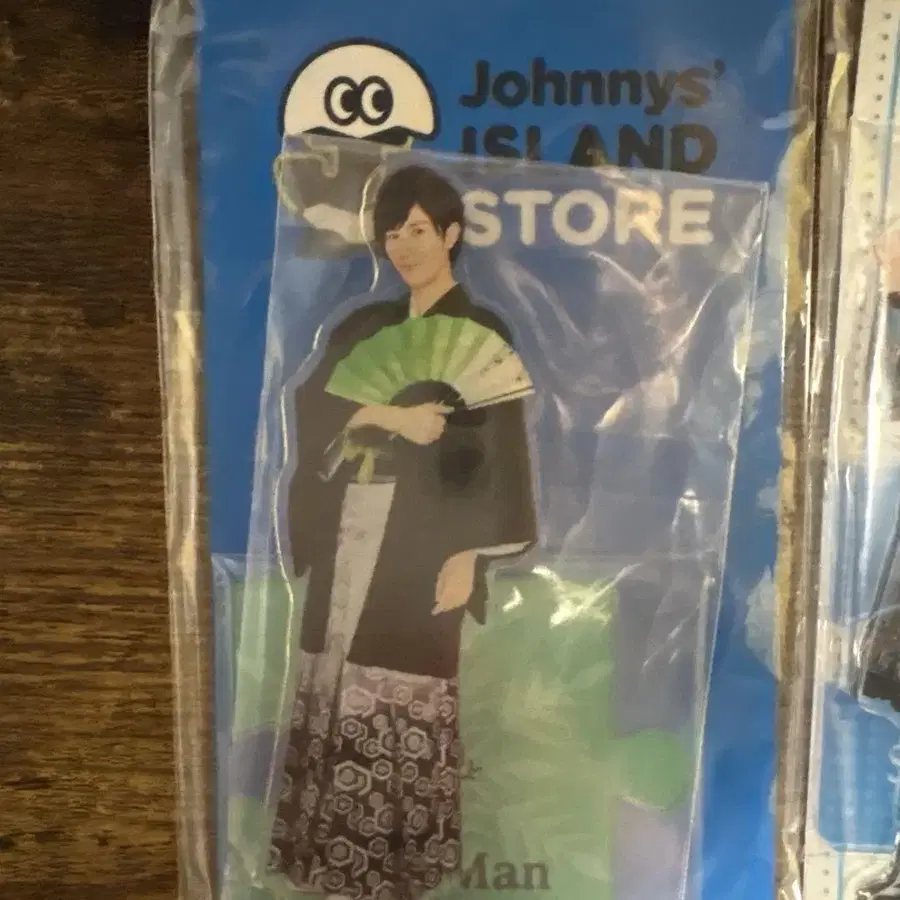 Johnnys'
ISLAND
STORE
Man